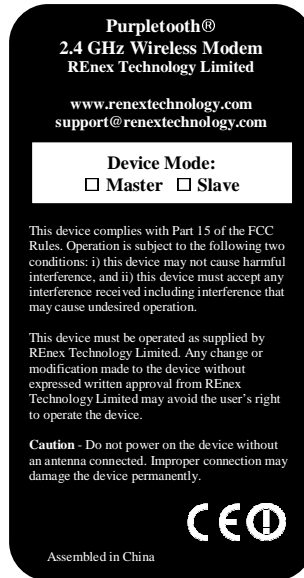 Purpletooth®
2.4 GHz Wireless Modem
REnex Technology Limited
www.renextechnology.com
support@renextechnology.com
Device Mode:
☐ Master ☐ Slave
This device complies with Part 15 of the FCC
Rules. Operation is subject to the following two
conditions: i) this device may not cause harmful
interference, and ii) this device must accept any
interference received including interference that
may cause undesired operation.
This device must be operated as supplied by
REnex Technology Limited. Any change or
modification made to the device without
expressed written approval from REnex
Technology Limited may avoid the user's right
to operate the device.
Caution - Do not power on the device without
an antenna connected. Improper connection may
damage the device permanently.
CE
Assembled in China